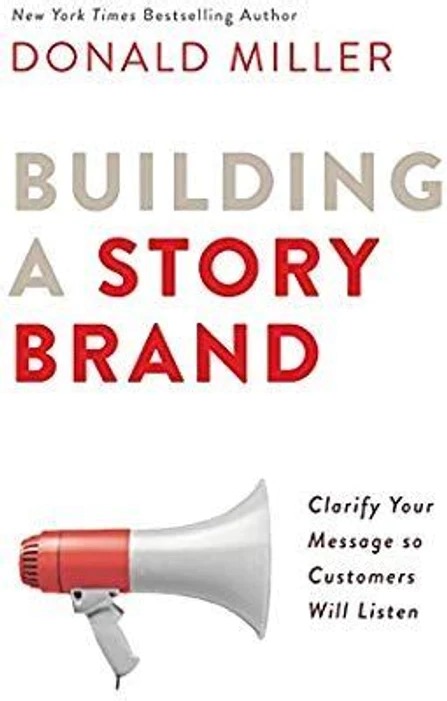 New York Times Bestselling Author
DONALD MILLER
BUILDING
A STORY
BRAND
Clarify Your
Message so
Customers
Will Listen